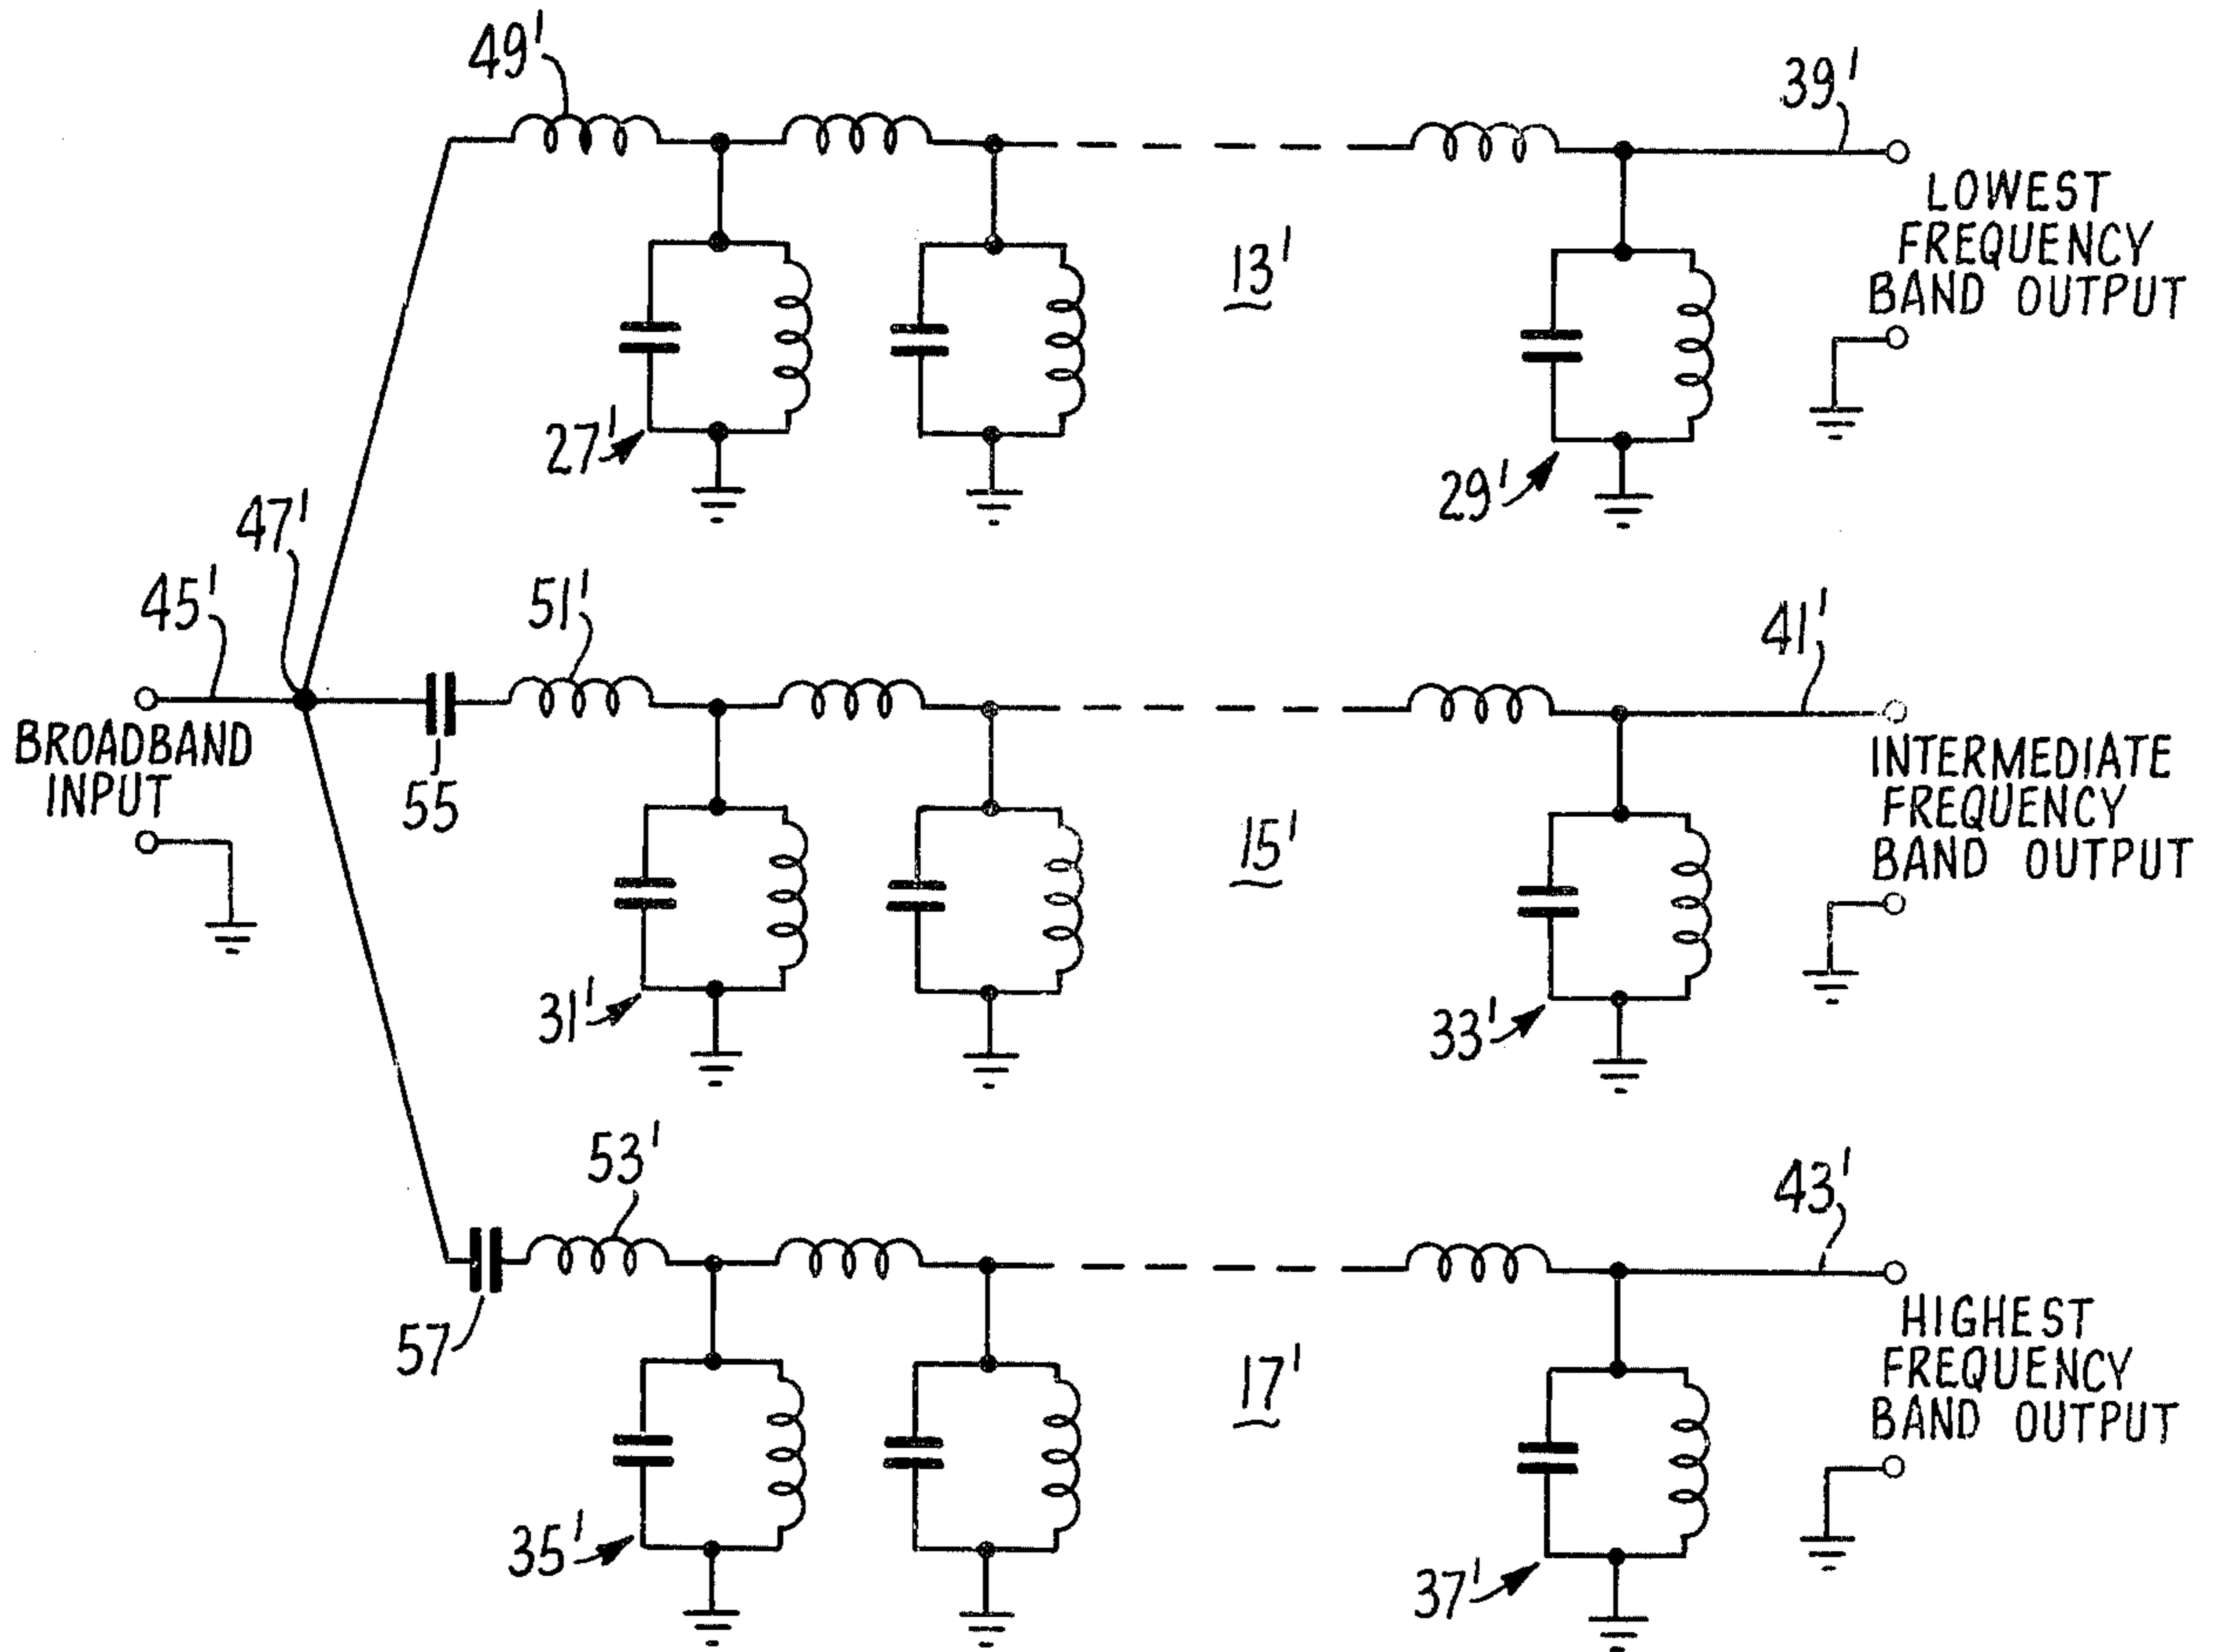 49'
39'
LOWEST
FREQUENCY
BAND OUTPUT
13'
27'
29'
47'
45'
51'
41'
BROADBAND
INPUT
55
INTERMEDIATE
FREQUENCY
BAND OUTPUT
15'
31'
33'
53'
43'
57
HIGHEST
FREQUENCY
BAND OUTPUT
17'
35'
37'